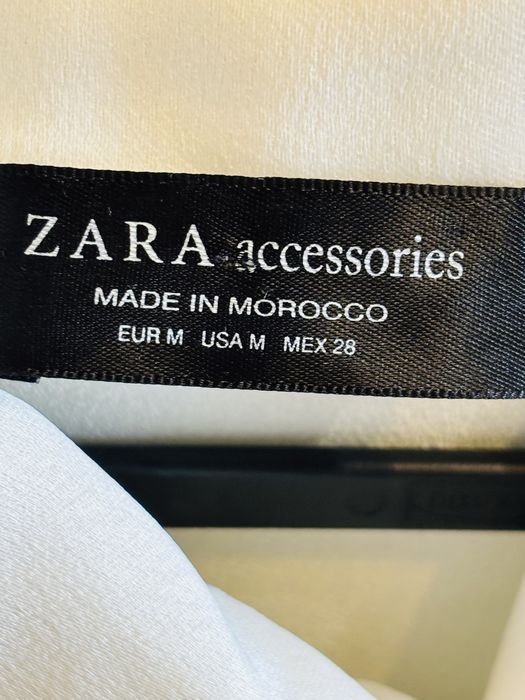 ZARA accessories
MADE IN MOROCCO
EUR M USA M MEX 28